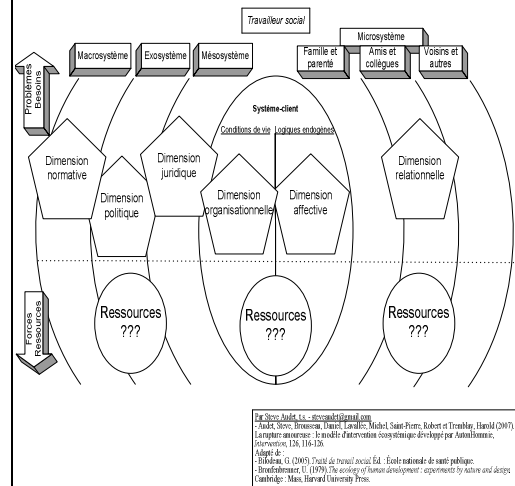 Travailleur social
Microsystème
Macrosystème
Exosystème
Mésosystème
Famille et
parenté
Amis et
collègues
Voisins et
autres
Problèmes
Besoins
Système-client
Conditions de vie
Logiques endogènes
Dimension
normative
Dimension
politique
Dimension
juridique
Dimension
organisationnelle
Dimension
affective
Dimension
relationnelle
Forces
Ressources
Ressources
???
Ressources
???
Ressources
???
Par Steve Audet, t.s. - steveaudet@gmail.com
- Audet, Steve, Brousseau, Daniel, Lavallée, Michel, Saint-Pierre, Robert et Tremblay, Harold (2007).
La rupture amoureuse : le modèle d'intervention écosystémique développé par AutonHommie,
Intervention, 126, 116-126.
Adapté de :
- Bilodeau, G. (2005). Traité de travail social. Éd. : École nationale de santé publique.
- Bronfenbrenner, U. (1979). The ecology of human development : experiments by nature and design.
Cambridge : Mass, Harvard University Press.